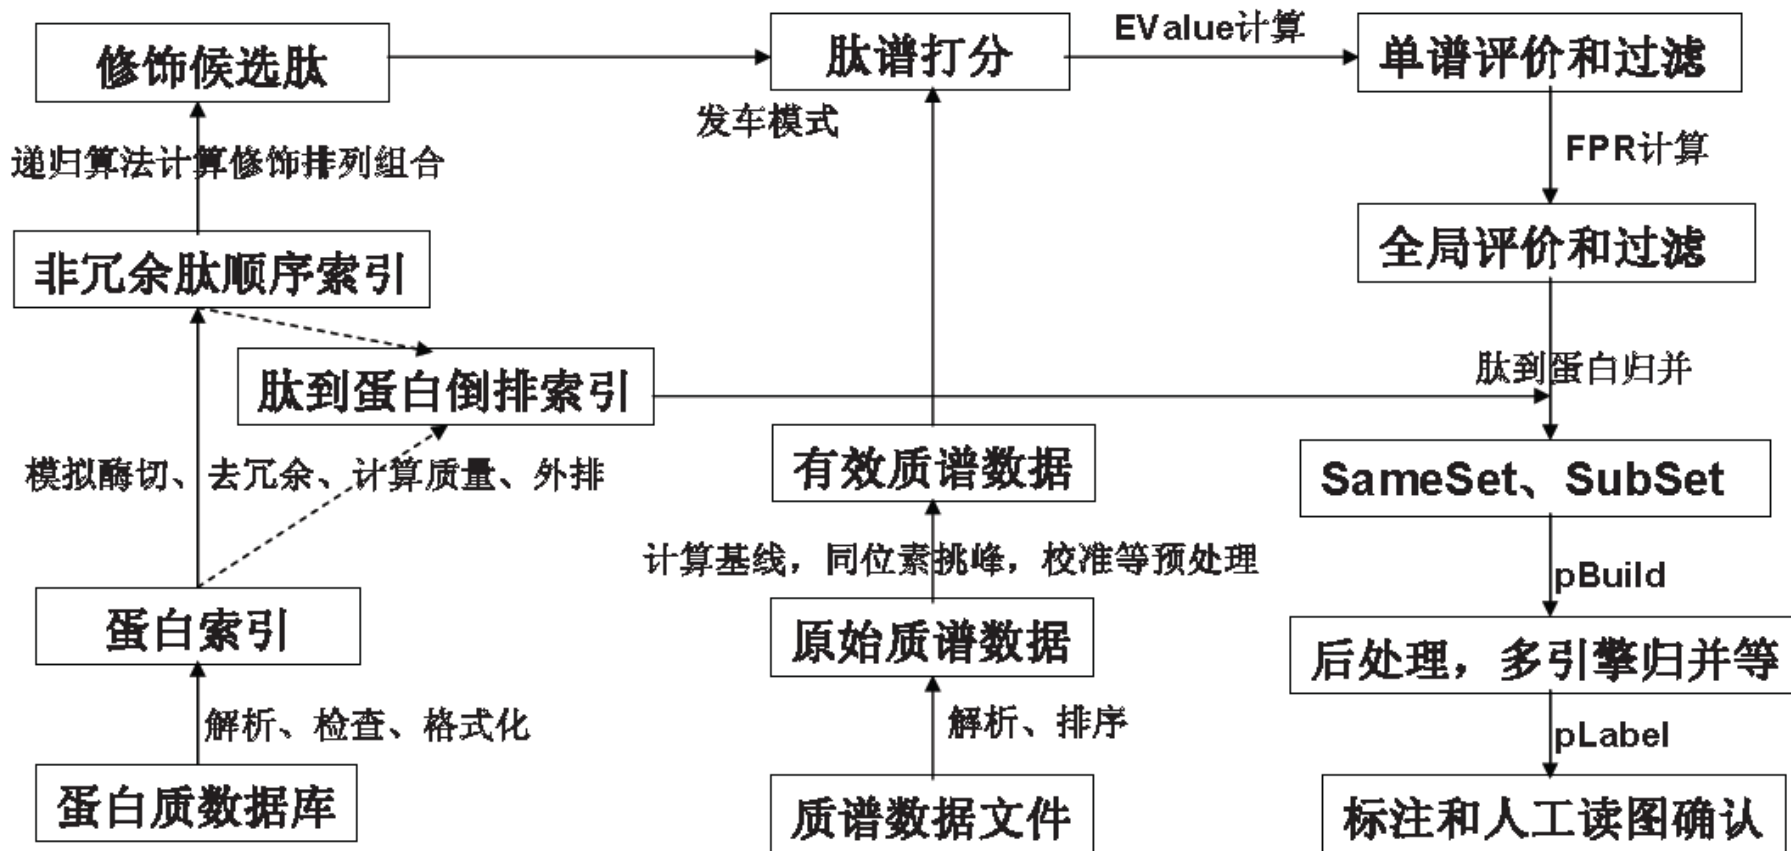 修饰候选肽
肽谱打分
EValue计算
单谱评价和过滤
发车模式
递归算法计算修饰排列组合
FPR计算
非冗余肽顺序索引
全局评价和过滤
肽到蛋白倒排索引
肽到蛋白归并
模拟酶切、去冗余、计算质量、外排
有效质谱数据
SameSet、SubSet
计算基线，同位素挑峰，校准等预处理
pBuild
蛋白索引
原始质谱数据
后处理，多引擎归并等
解析、检查、格式化
解析、排序
pLabel
蛋白质数据库
质谱数据文件
标注和人工读图确认